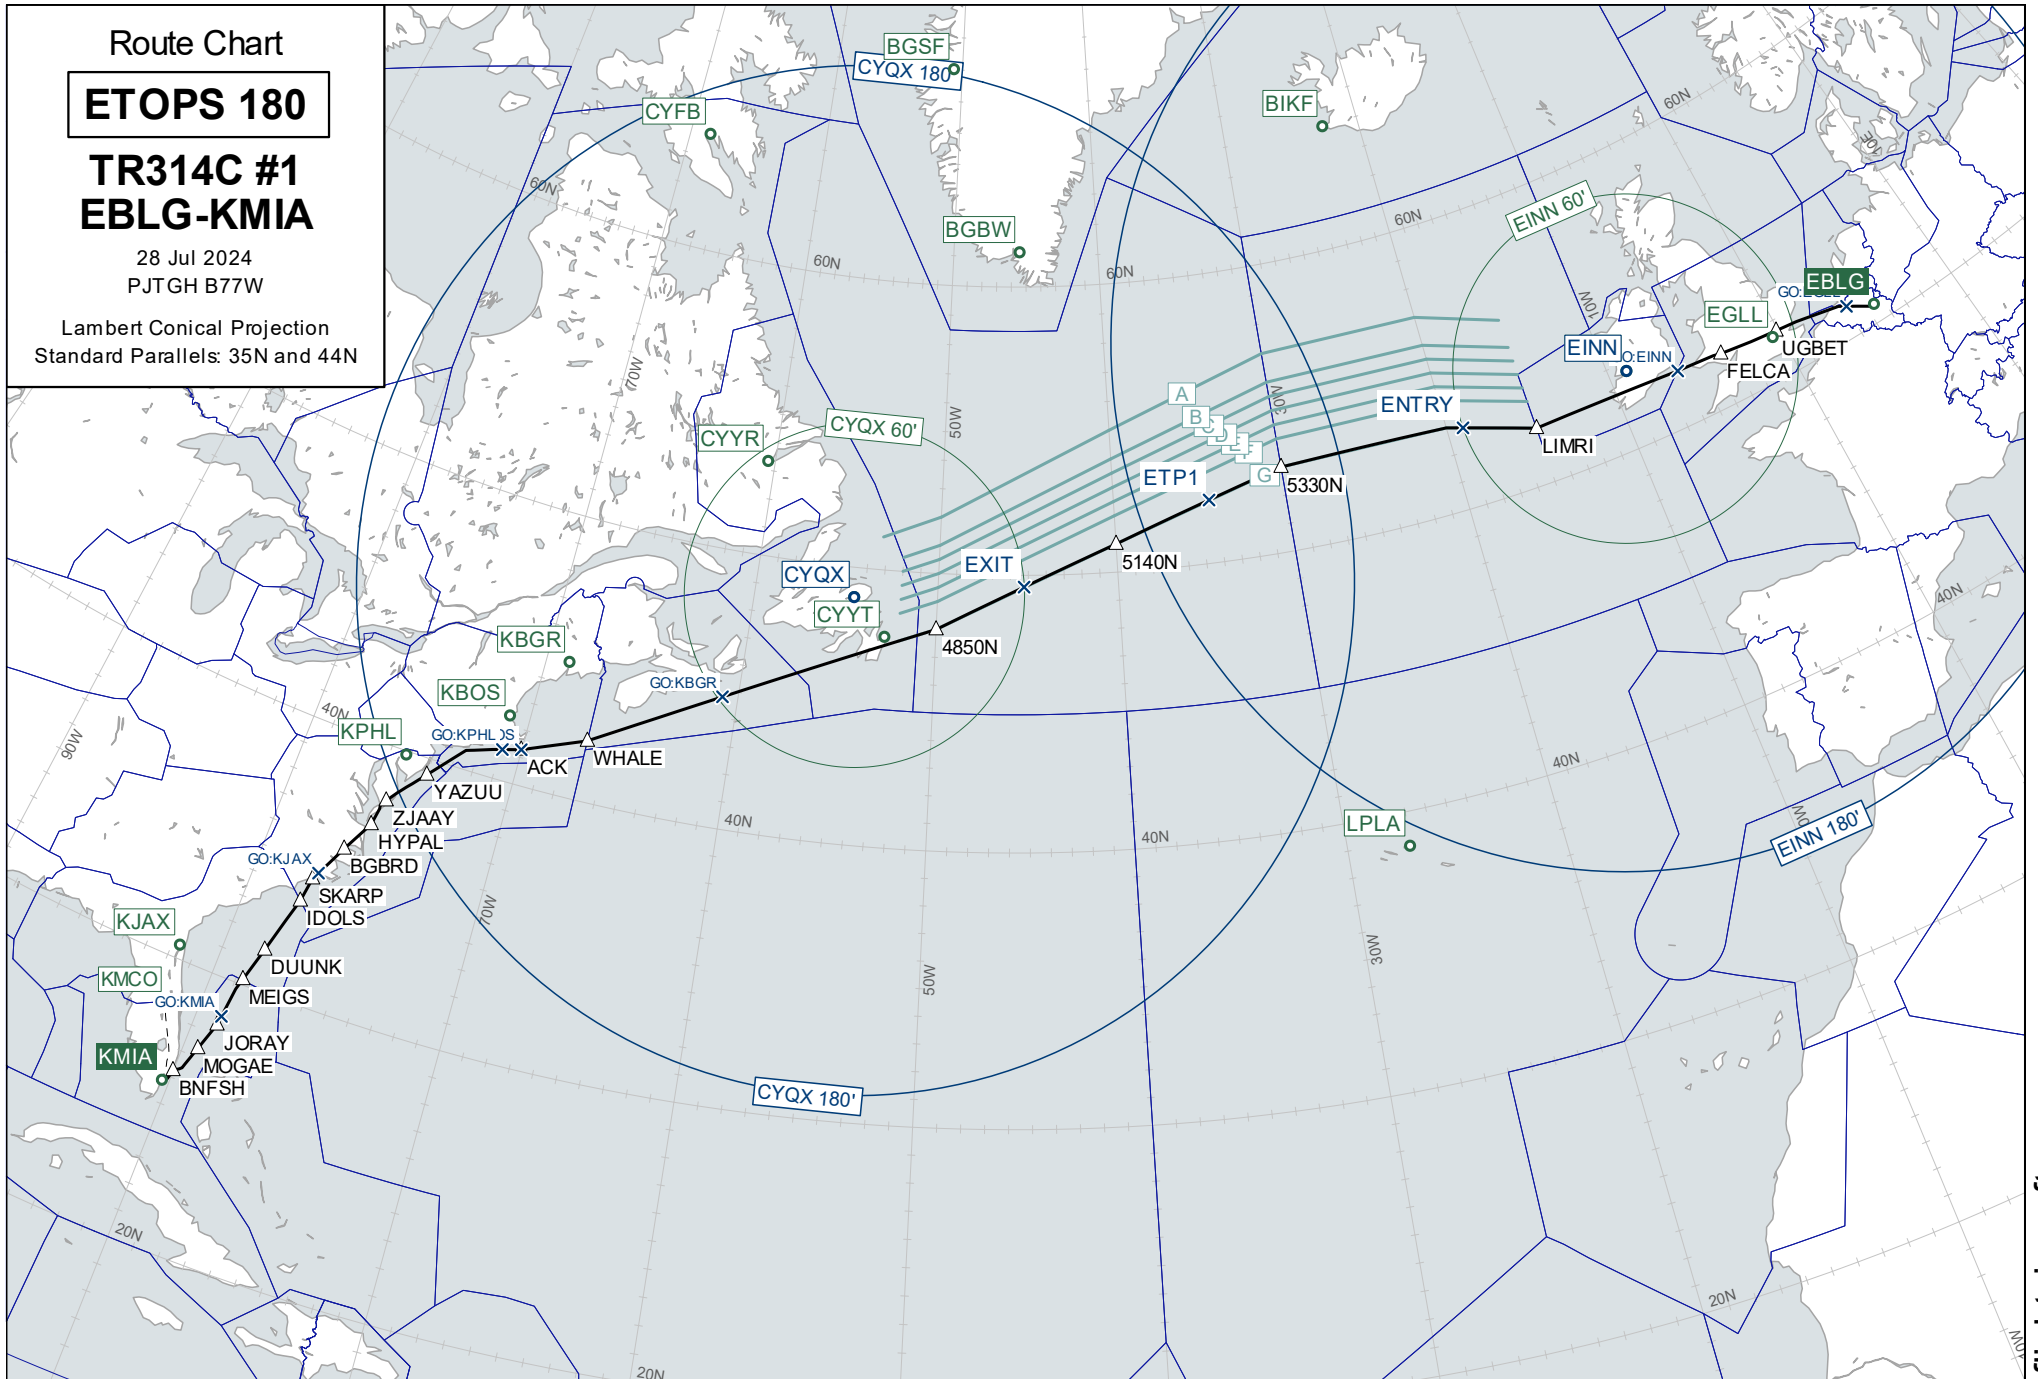 Route Chart
ETOPS 180
TR314C #1
EBLG-KMIA
28 Jul 2024
PJTGH B77W
Lambert Conical Projection
Standard Parallels: 35N and 44N
BGSF
CYQX 180'
CYFB
BIKF
60N
10E
60N
EINN 60'
60N
BGBW
60N
60N
EBLG
10W
EGLL
UGBET
EINN
O:EINN
FELCA
70W
A
30W
ENTRY
B
50W
CYQX 60'
CYYR
LIMRI
E
ETP1
G
5330N
EXIT
5140N
CYQX
CYYT
40N
KBGR
4850N
GO:KBGR
KBOS
40N
KPHL
GO:KPHL
90W
ACK
WHALE
40N
YAZUU
ZJAAY
40N
40N
LPLA
EINN 180'
HYPAL
GO:KJAX
BGBRD
SKARP
IDOLS
70W
KJAX
30W
DUUNK
KMCO
50W
MEIGS
GO:KMIA
JORAY
KMIA
MOGAE
BNFSH
CYQX 180'
20N
20N
20N